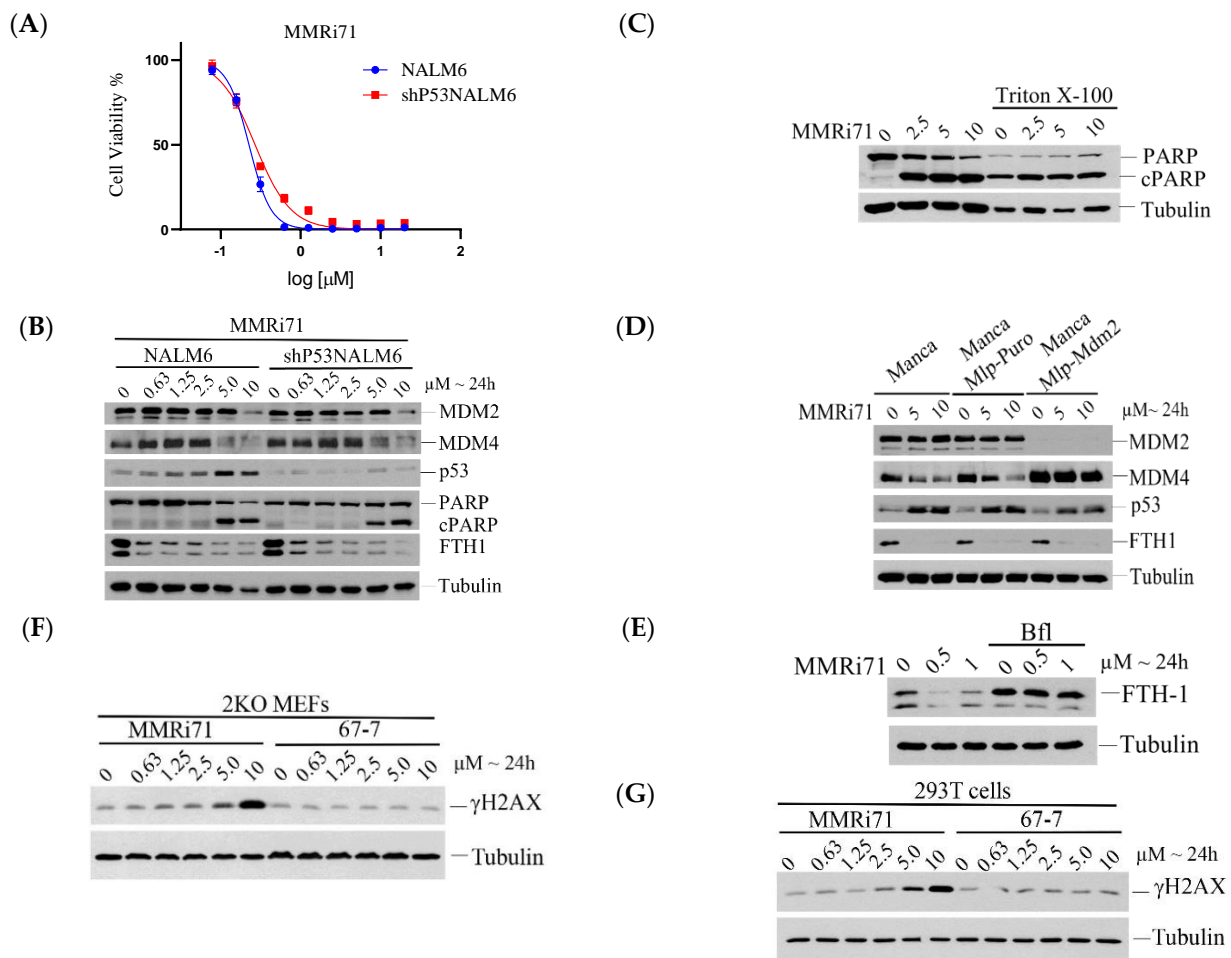 (A)
MMRi71
NALM6
shP53NALM6
Cell Viability %
100
50
0
-1 0 1 2
log [μM]
(B)
MMRi71
NALM6 shP53NALM6
0 0.63 1.25 2.5 5.0 10 0 0.63 1.25 2.5 5.0 10 μM ~ 24h
MDM2
MDM4
p53
PARP
cPARP
FTH1
Tubulin
(C)
Triton X-100
MMRi71 0 2.5 5 10 0 2.5 5 10
PARP
cPARP
Tubulin
(D)
Manca Manca Mlp-Puro Manca Mlp-Mdm2
MMRi71 0 5 10 0 5 10 0 5 10 μM~ 24h
MDM2
MDM4
p53
FTH1
Tubulin
(F)
2KO MEFs
MMRi71 67-7
0 0.63 1.25 2.5 5.0 10 0 0.63 1.25 2.5 5.0 10 μM ~ 24h
γH2AX
Tubulin
(E)
Bfl
MMRi71 0 0.5 1 0 0.5 1 μM ~ 24h
FTH-1
Tubulin
(G)
293T cells
MMRi71 67-7
0 0.63 1.25 2.5 5.0 10 0 0.63 1.25 2.5 5.0 10 μM ~ 24h
γH2AX
Tubulin